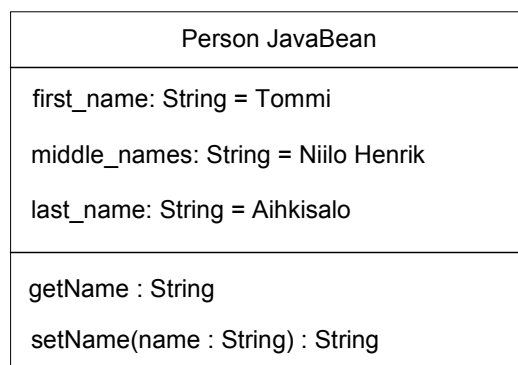 Person JavaBean
first_name: String = Tommi
middle_names: String = Niilo Henrik
last_name: String = Aihkisalo
getName : String
setName(name : String) : String